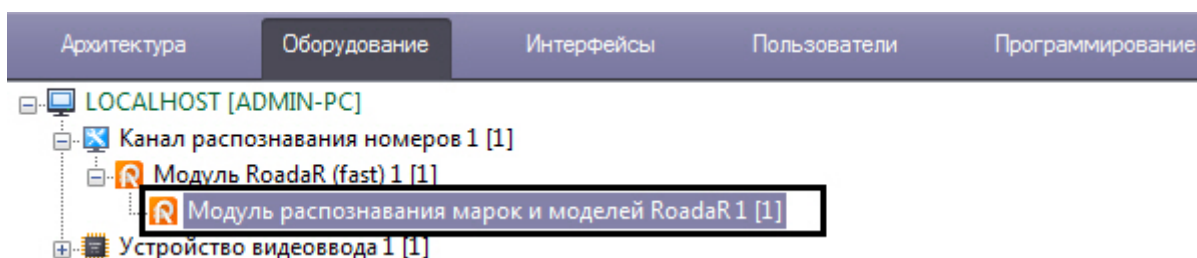 Архитектура Оборудование Интерфейсы Пользователи Программирование
LOCALHOST [ADMIN-PC]
Канал распознавания номеров 1 [1]
Модуль RoadaR (fast) 1 [1]
Модуль распознавания марок и моделей RoadaR 1 [1]
Устройство видеоввода 1 [1]